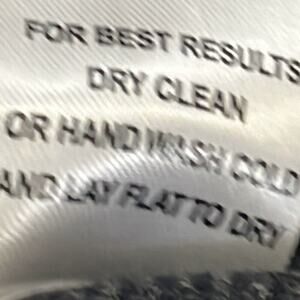 FOR BEST RESULTS
DRY CLEAN
OR HAND WASH COLD
AND LAY FLAT TO DRY